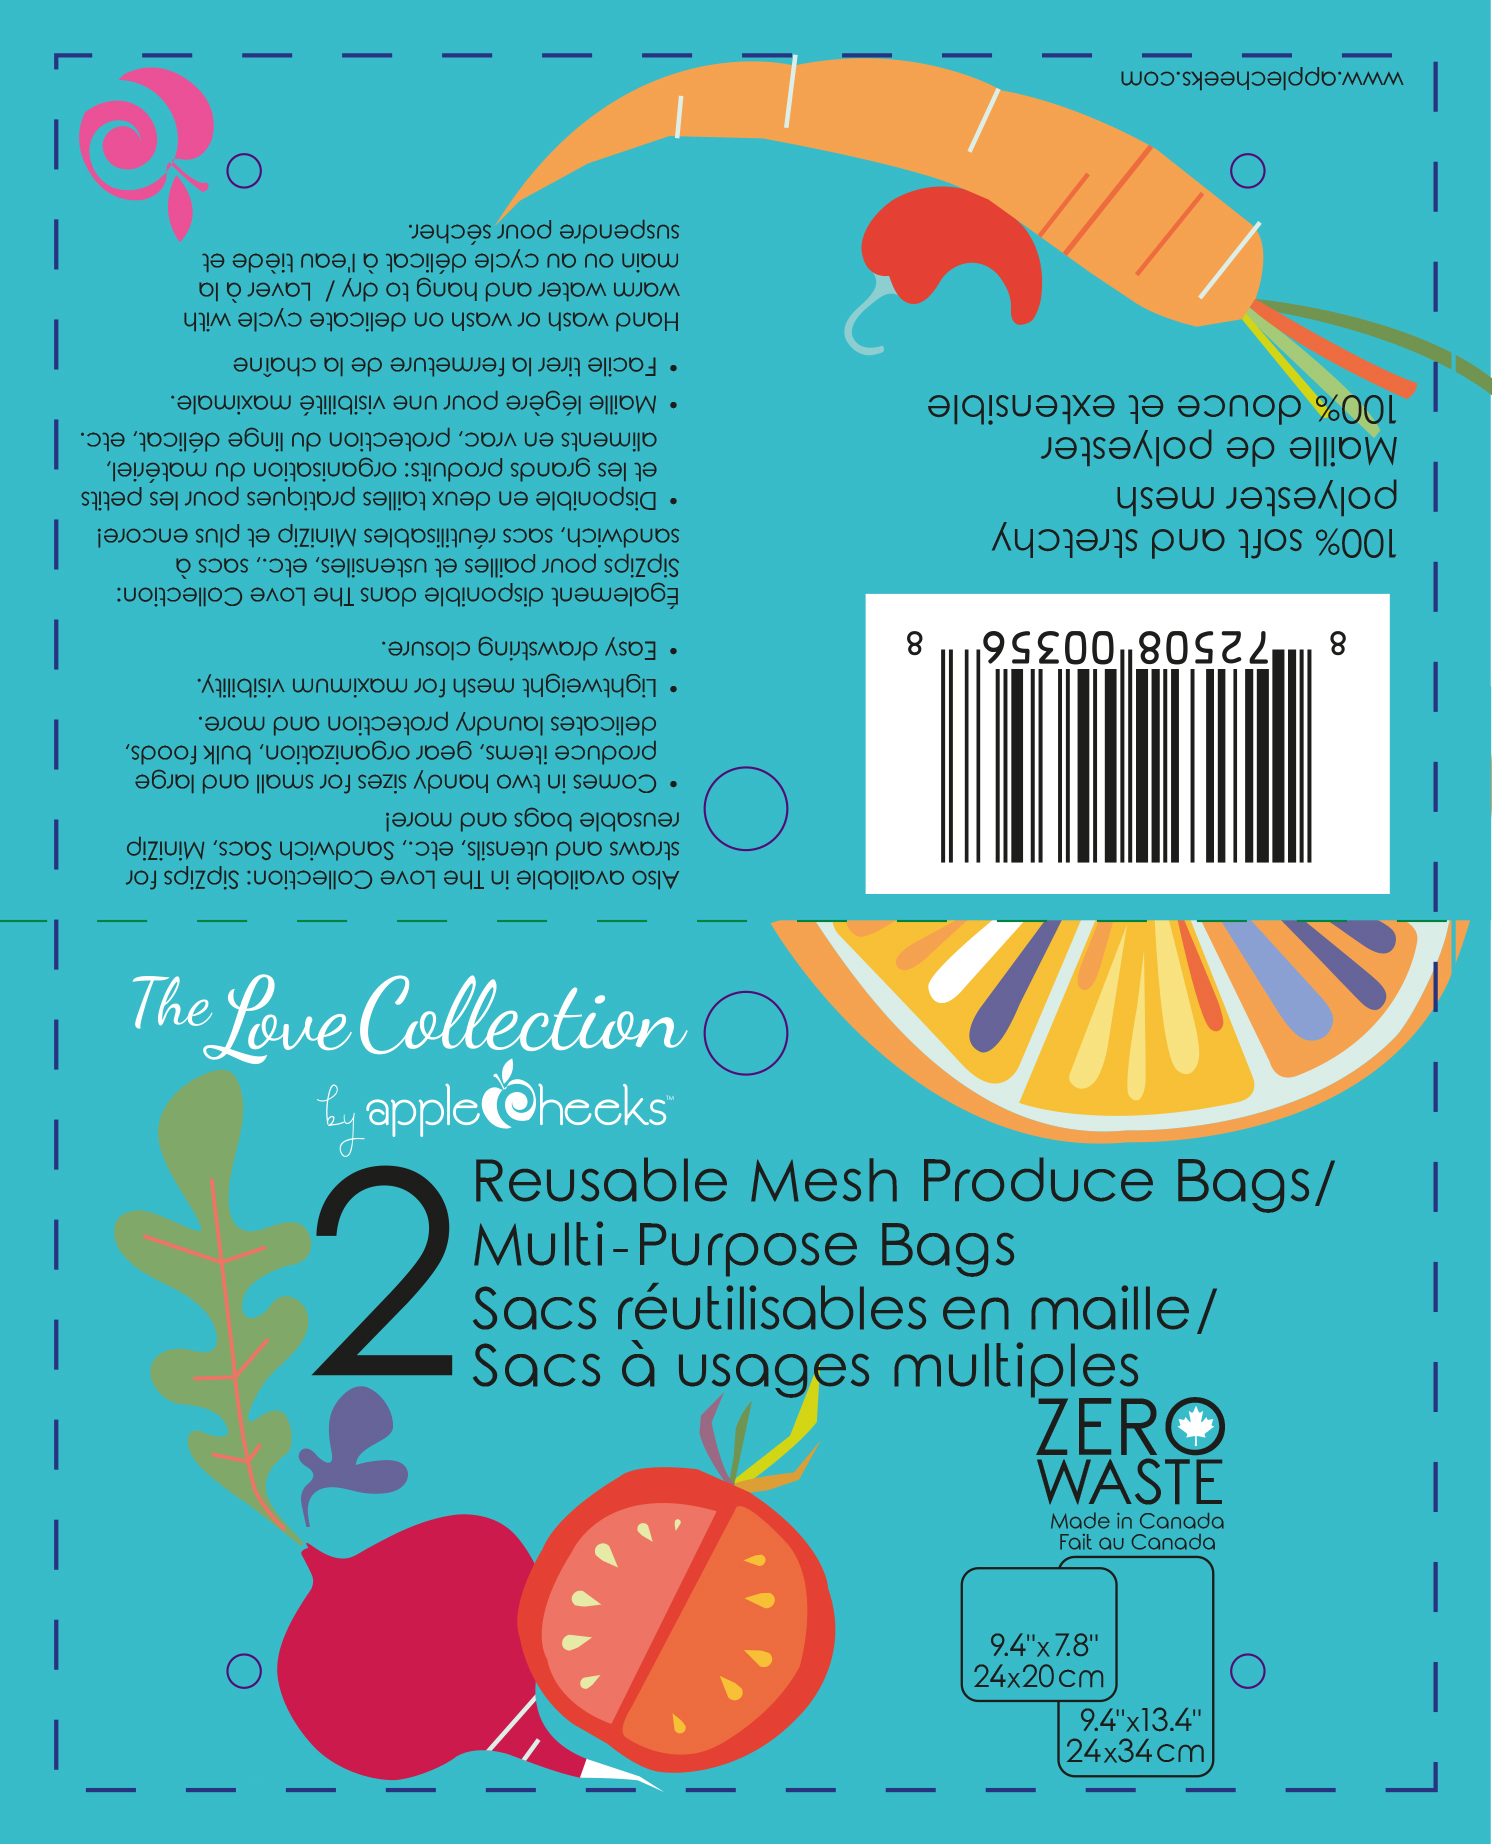 The Love Collection
by applecheeks™
2
Reusable Mesh Produce Bags/
Multi-Purpose Bags
Sacs réutilisables en maille/
Sacs à usages multiples
ZERO
WASTE
Made in Canada
Fait au Canada
9.4"x7.8"
24x20cm
9.4"x13.4"
24x34cm
Also available in The Love Collection: SipZips for
straws and utensils, etc., Sandwich Sacs, MiniZip
reusable bags and more!
• Comes in two handy sizes for small and large
produce items, gear organization, bulk foods,
delicates laundry protection and more.
• Lightweight mesh for maximum visibility.
• Easy drawstring closure.
Également disponible dans The Love Collection:
SipZips pour pailles et ustensiles, etc., sacs à
sandwich, sacs réutilisables MiniZip et plus encore!
• Disponible en deux tailles pratiques pour les petits
et les grands produits: organisation du matériel,
aliments en vrac, protection du linge délicat, etc.
• Maille légère pour une visibilité maximale.
• Facile tirer la fermeture de la chaîne
Hand wash or wash on delicate cycle with
warm water and hang to dry / Laver à la
main ou au cycle délicat à l'eau tiède et
suspendre pour sécher.
8 72508 00356 8
100% soft and stretchy
polyester mesh
Maille de polyester
100% douce et extensible
www.applecheeks.com